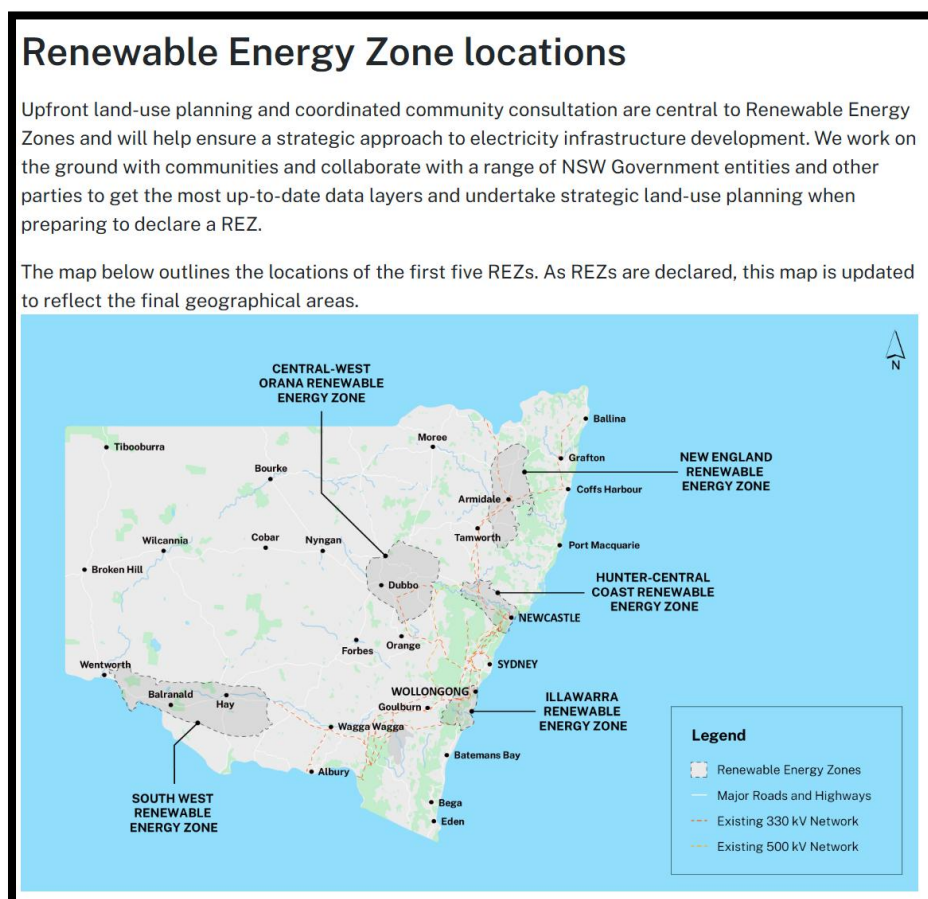 Renewable Energy Zone locations
Upfront land-use planning and coordinated community consultation are central to Renewable Energy
Zones and will help ensure a strategic approach to electricity infrastructure development. We work on
the ground with communities and collaborate with a range of NSW Government entities and other
parties to get the most up-to-date data layers and undertake strategic land-use planning when
preparing to declare a REZ.
The map below outlines the locations of the first five REZs. As REZs are declared, this map is updated
to reflect the final geographical areas.
N
CENTRAL-WEST
ORANA RENEWABLE
ENERGY ZONE
Ballina
Tibooburra
Moree
Grafton
NEW ENGLAND
RENEWABLE
ENERGY ZONE
Bourke
Coffs Harbour
Armidale
Tamworth
Wilcannia
Cobar
Nyngan
Port Macquarie
Broken Hill
Dubbo
HUNTER-CENTRAL
COAST RENEWABLE
ENERGY ZONE
NEWCASTLE
Forbes
Orange
Wentworth
SYDNEY
Balranald
Hay
WOLLONGONG
Goulburn
ILLAWARRA
RENEWABLE
ENERGY ZONE
Wagga Wagga
Batemans Bay
Albury
SOUTH WEST
RENEWABLE
ENERGY ZONE
Bega
Eden
Legend
Renewable Energy Zones
Major Roads and Highways
Existing 330 kV Network
Existing 500 kV Network